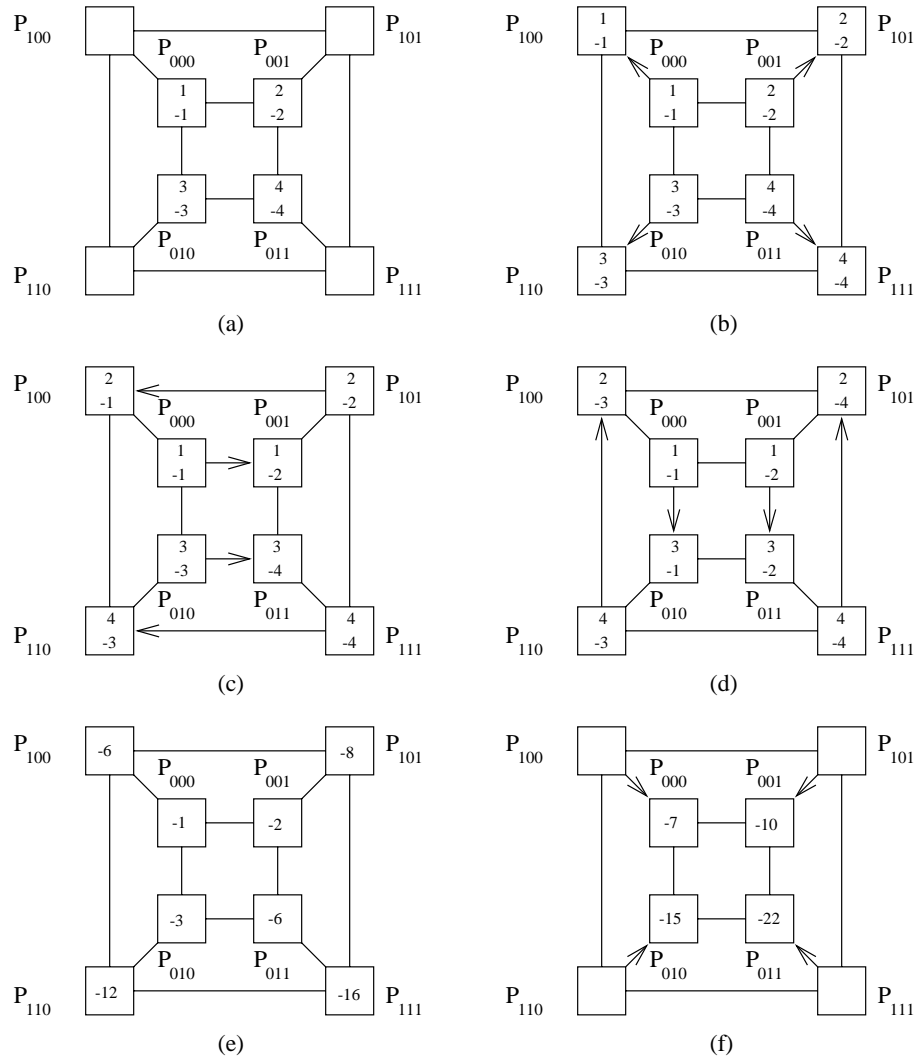 P100 P101
P000 P001
1 2
-1 -2
3 4
-3 -4
P010 P011
P110 P111
(a)
1 2
-1 -2
P100 P101
P000 P001
1 2
-1 -2
3 4
-3 -4
P010 P011
3 4
-3 -4
P110 P111
(b)
2 2
-1 -2
P100 P101
P000 P001
1 1
-1 -2
3 3
-3 -4
P010 P011
4 4
-3 -4
P110 P111
(c)
2 2
-3 -4
P100 P101
P000 P001
1 1
-1 -2
3 3
-1 -2
P010 P011
4 4
-3 -4
P110 P111
(d)
P100 -6 -8 P101
P000 P001
-1 -2
-3 -6
P010 P011
P110 -12 -16 P111
(e)
P100 P101
P000 P001
-7 -10
-15 -22
P010 P011
P110 P111
(f)